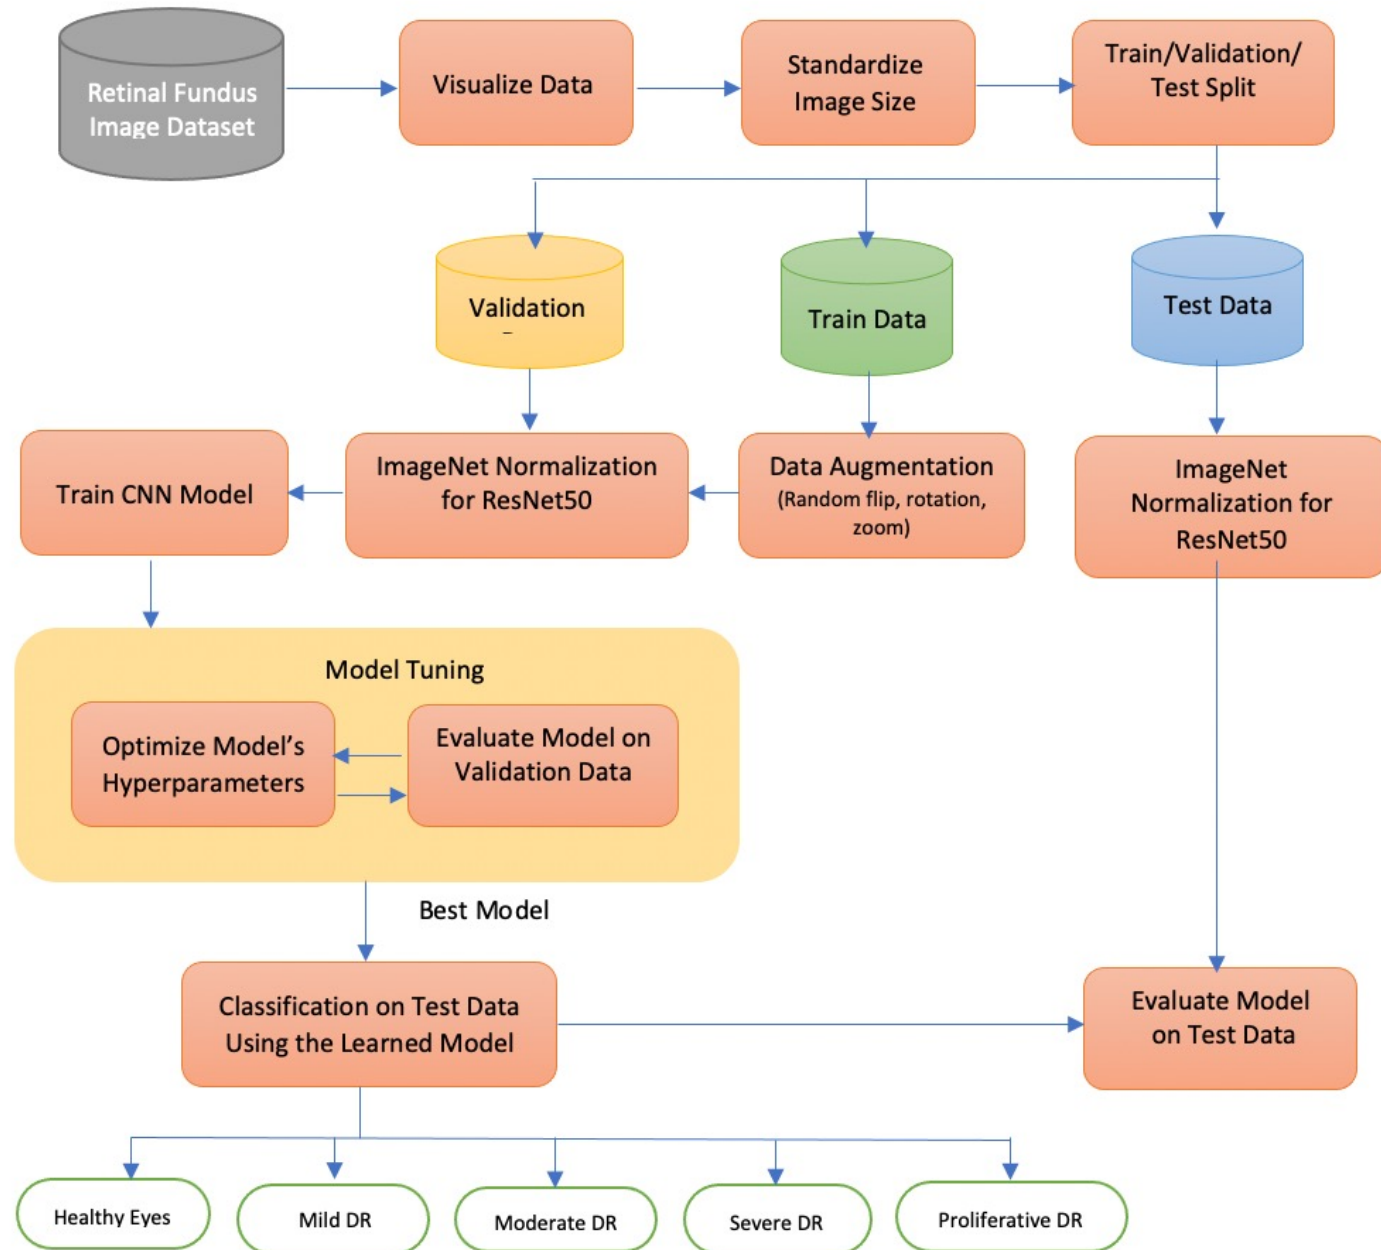 Retinal Fundus
Image Dataset
Visualize Data
Standardize
Image Size
Train/Validation/
Test Split
Validation
Train Data
Test Data
Train CNN Model
ImageNet Normalization
for ResNet50
Data Augmentation
(Random flip, rotation,
zoom)
ImageNet
Normalization for
ResNet50
Model Tuning
Optimize Model’s
Hyperparameters
Evaluate Model on
Validation Data
Best Model
Classification on Test Data
Using the Learned Model
Evaluate Model
on Test Data
Healthy Eyes
Mild DR
Moderate DR
Severe DR
Proliferative DR